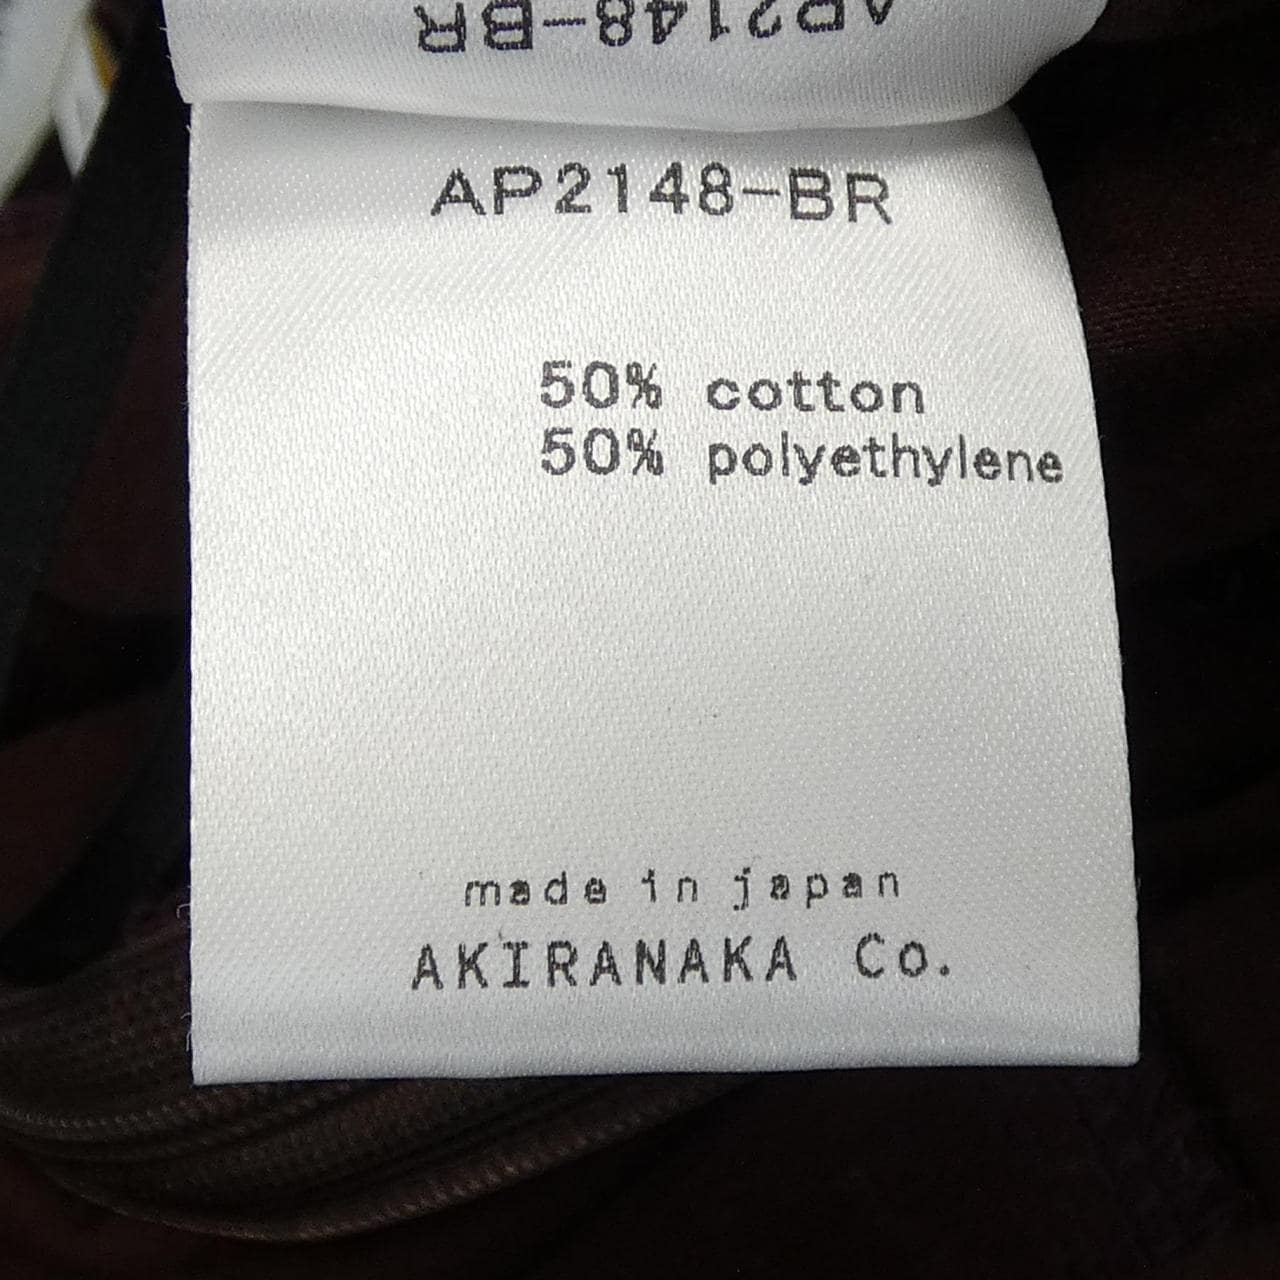 AP2148-BR
AP2148-BR
50% cotton
50% polyethylene
made in japan
AKIRANAKA Co.